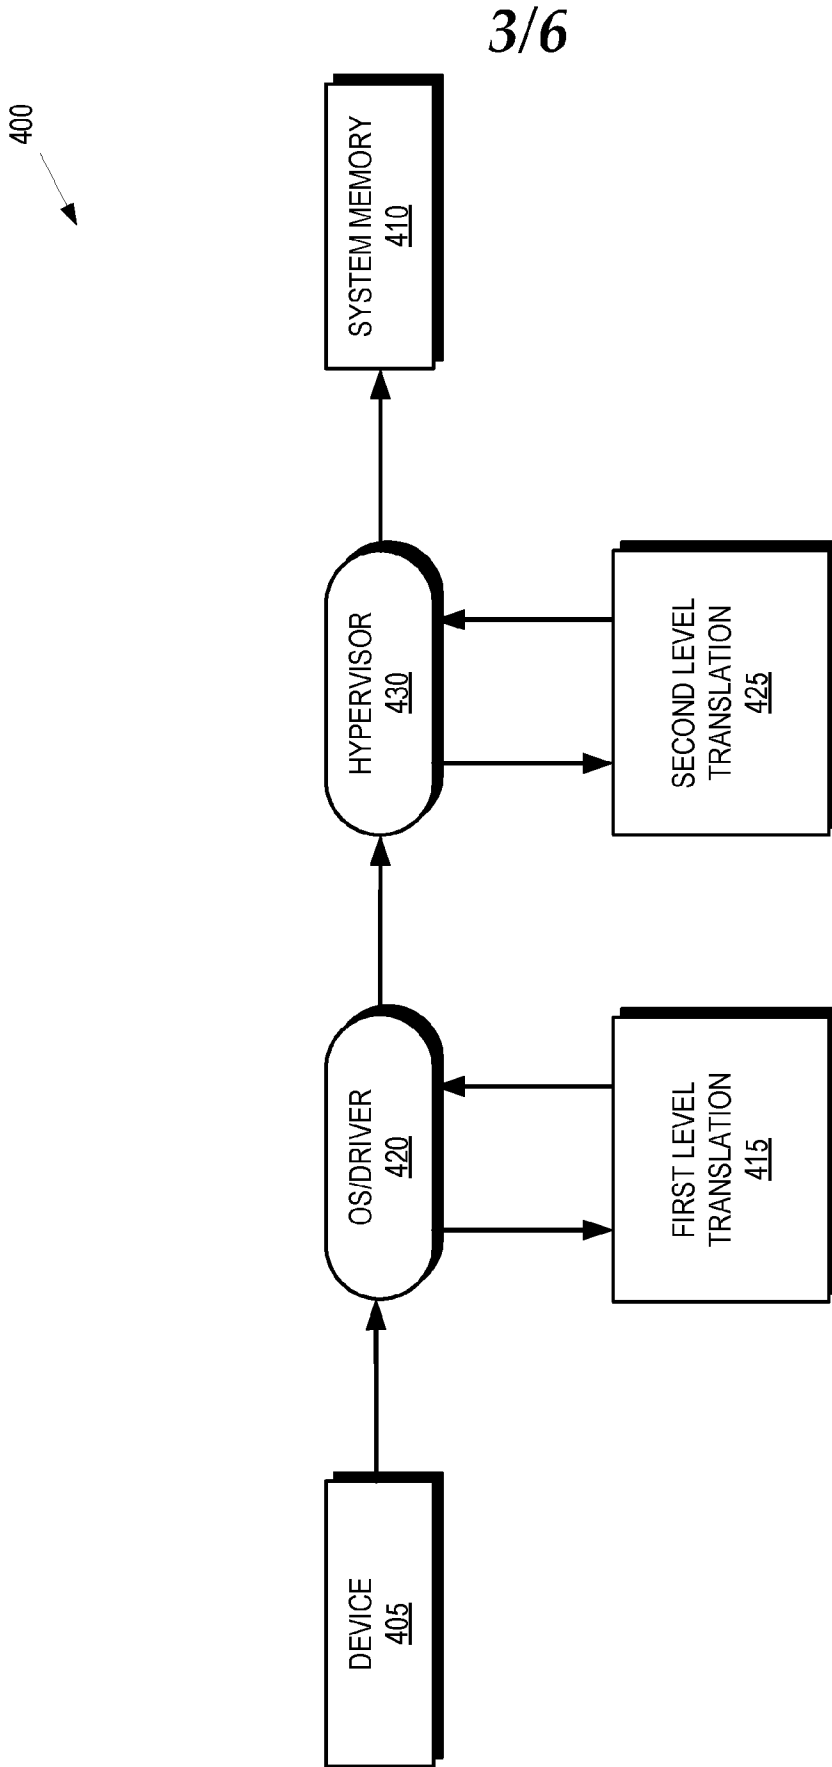 3/6
400
DEVICE
405
OS/DRIVER
420
HYPERVISOR
430
SYSTEM MEMORY
410
FIRST LEVEL
TRANSLATION
415
SECOND LEVEL
TRANSLATION
425